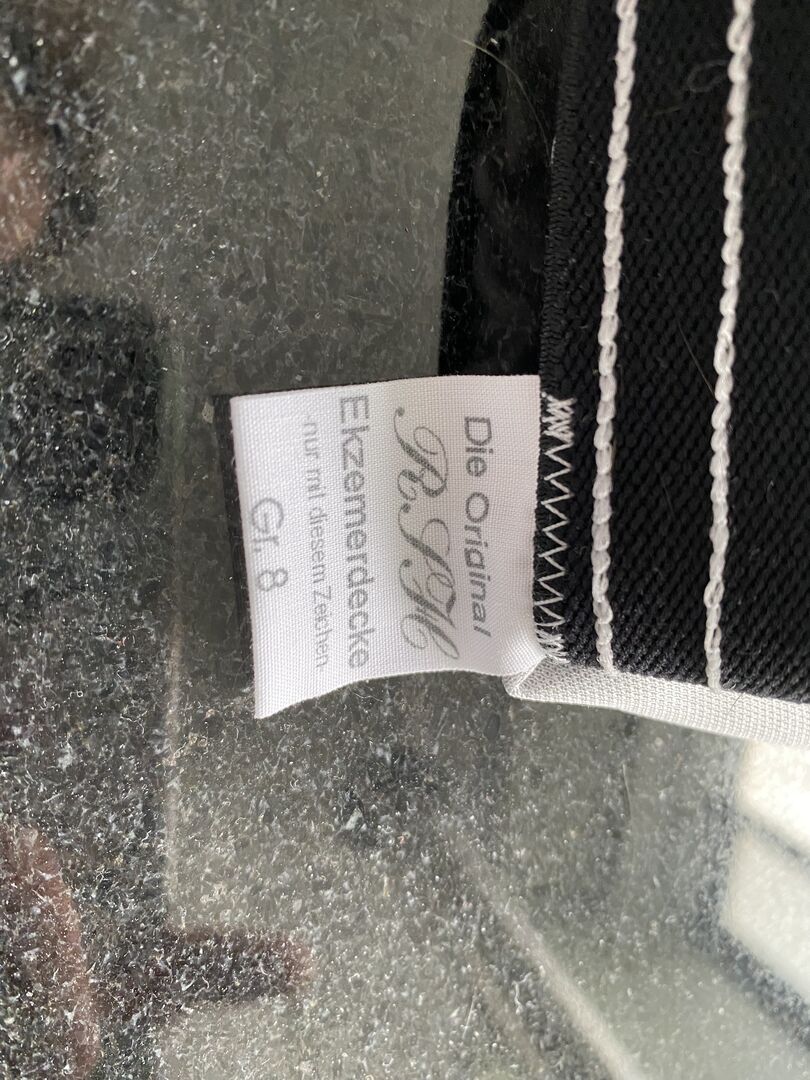 Die Original
R.P.H
Ekzemerdecke
-nur mit diesem Zeichen-
Gr. 8